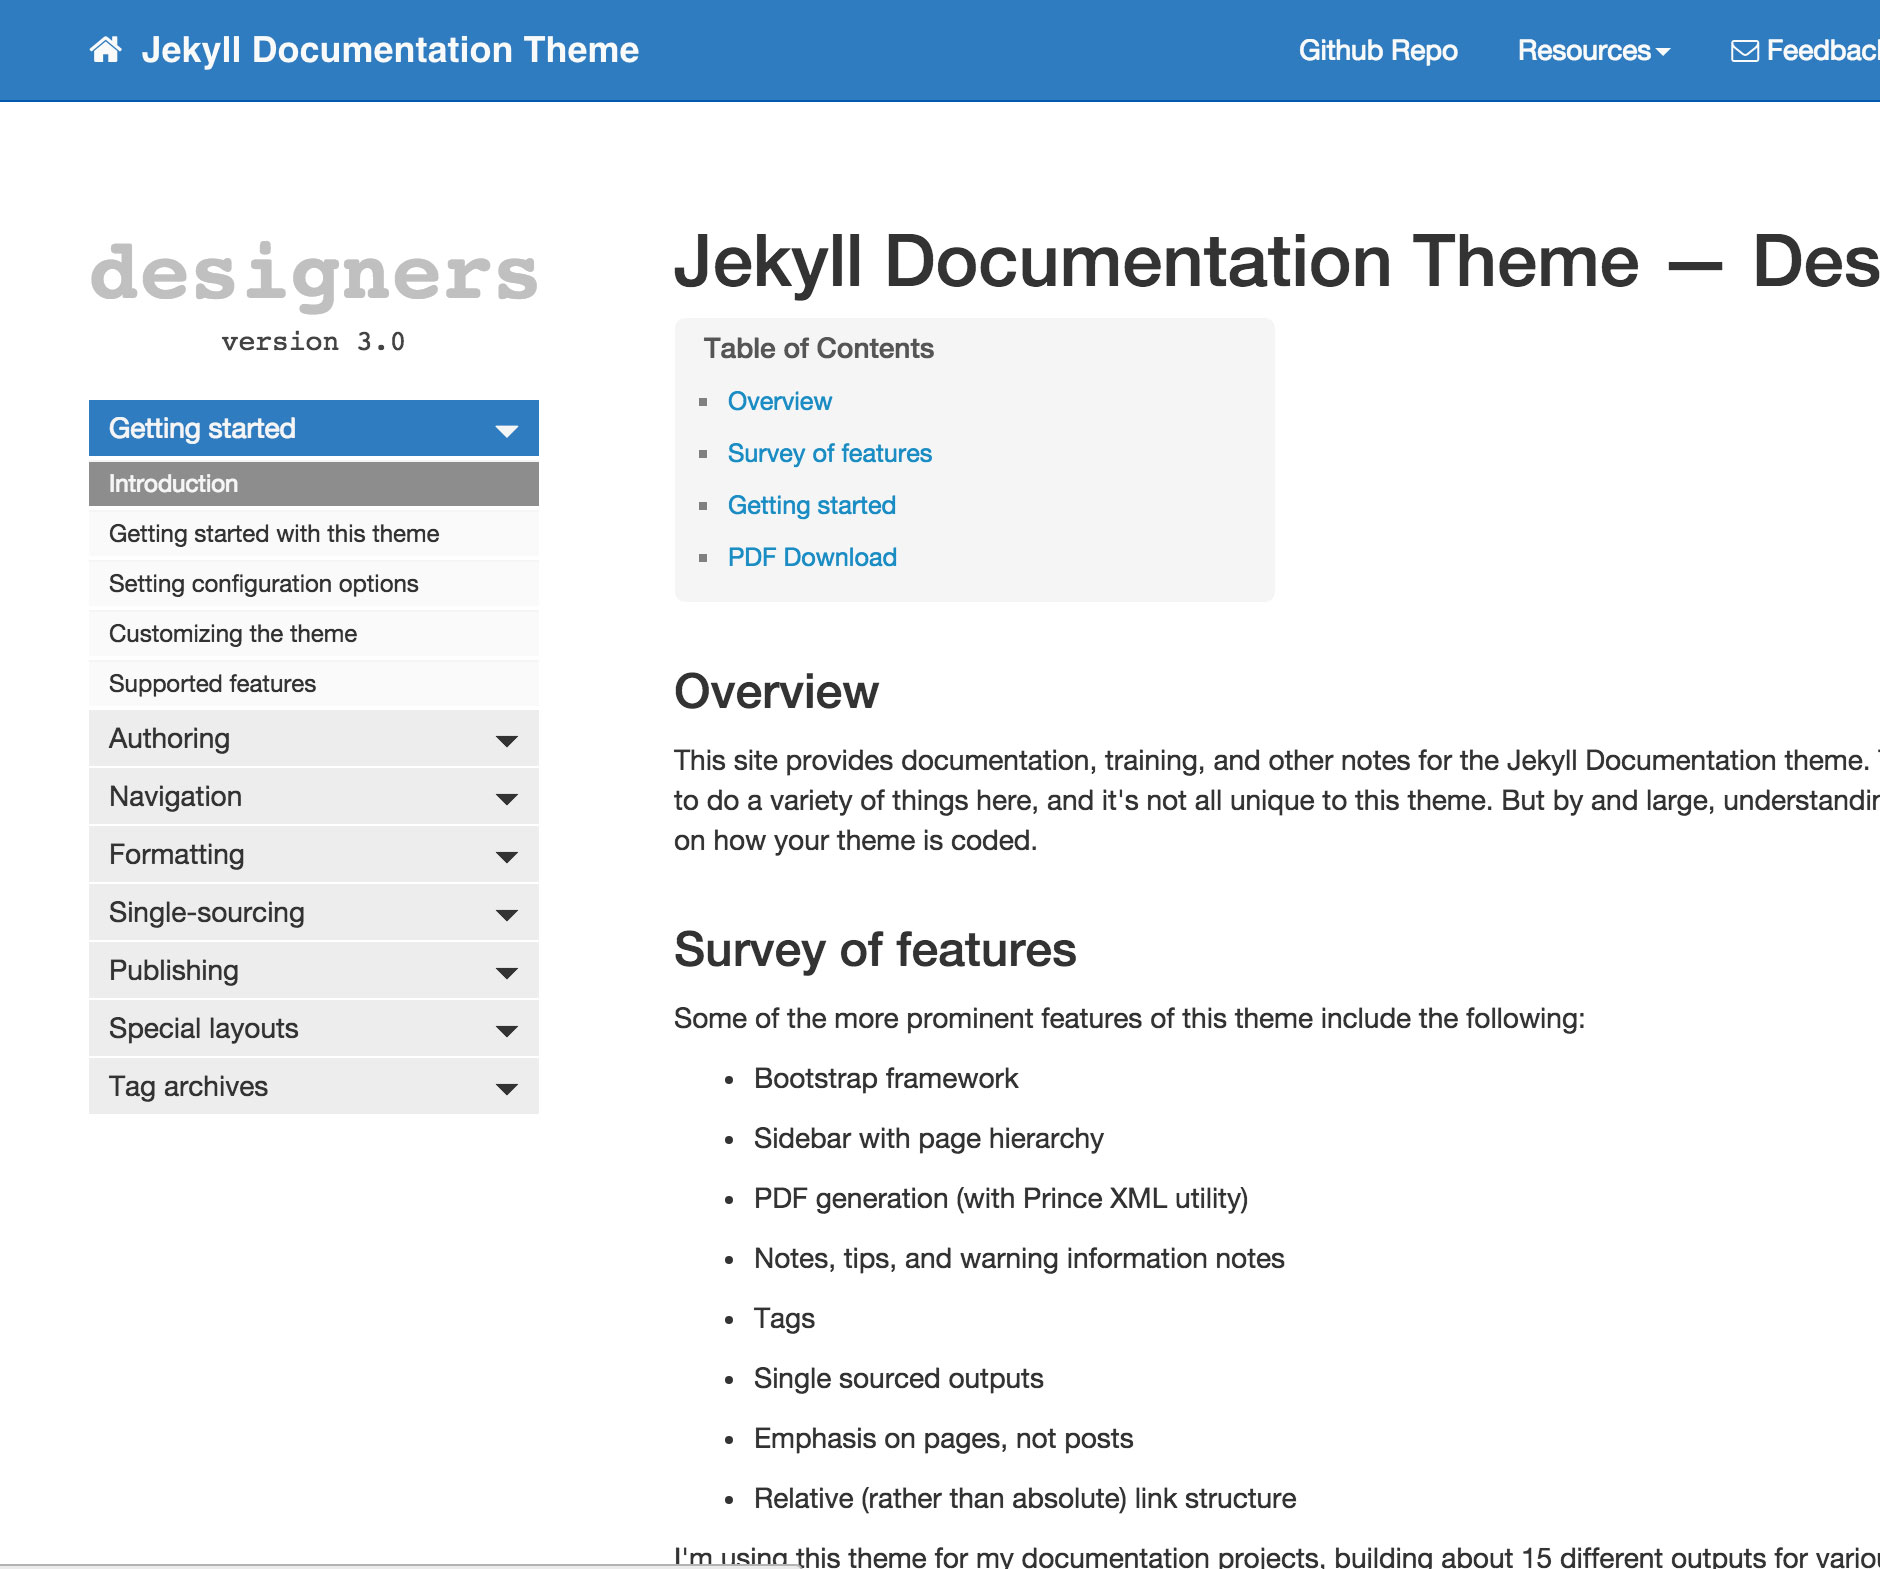 Jekyll Documentation Theme
Github Repo
Resources
designers
version 3.0
Getting started
Introduction
Getting started with this theme
Setting configuration options
Customizing the theme
Supported features
Authoring
Navigation
Formatting
Single-sourcing
Publishing
Special layouts
Tag archives
Jekyll Documentation Theme —
Table of Contents
Overview
Survey of features
Getting started
PDF Download
Overview
This site provides documentation, training, and other notes for the Jekyll Documentation theme.
to do a variety of things here, and it's not all unique to this theme. But by and large,
on how your theme is coded.
Survey of features
Some of the more prominent features of this theme include the following:
Bootstrap framework
Sidebar with page hierarchy
PDF generation (with Prince XML utility)
Notes, tips, and warning information notes
Tags
Single sourced outputs
Emphasis on pages, not posts
Relative (rather than absolute) link structure
I'm using this theme for my documentation projects, building about 15 different outputs for